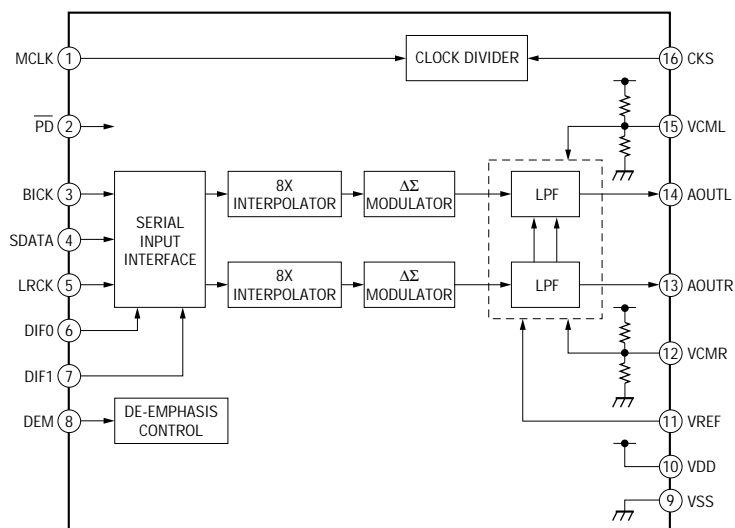 MCLK 1 CLOCK DIVIDER 16 CKS
PD 2
15 VCML
BICK 3
SERIAL
INPUT
INTERFACE
8X
INTERPOLATOR
ΔΣ
MODULATOR
LPF
14 AOUTL
SDATA 4
LRCK 5
8X
INTERPOLATOR
ΔΣ
MODULATOR
LPF
13 AOUTR
DIF0 6
12 VCMR
DIF1 7
DEM 8
DE-EMPHASIS
CONTROL
11 VREF
10 VDD
9 VSS